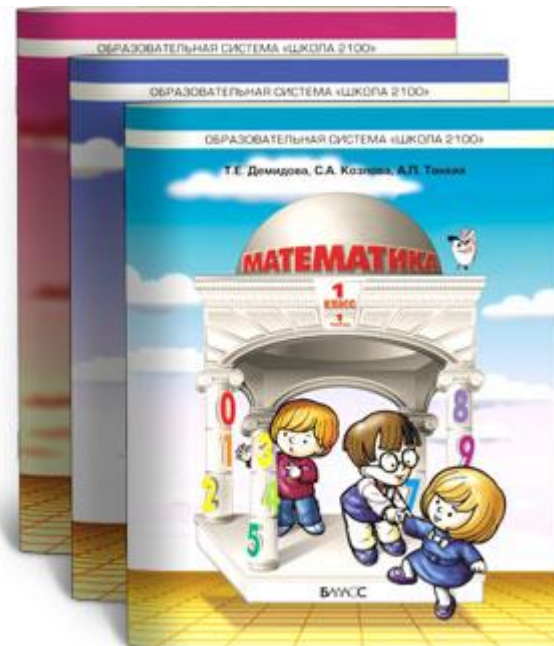 ОБРАЗОВАТЕЛЬНАЯ СИСТЕМА «ШКОЛА 2100»
ОБРАЗОВАТЕЛЬНАЯ СИСТЕМА «ШКОЛА 2100»
ОБРАЗОВАТЕЛЬНАЯ СИСТЕМА «ШКОЛА 2100»
Т.Е. Демидова, С.А. Козлова, А.П. Тонких
МАТЕМАТИКА
1
КЛАСС
1
часть
0
8
1
3
9
2
4
7
5
БАЛАСС